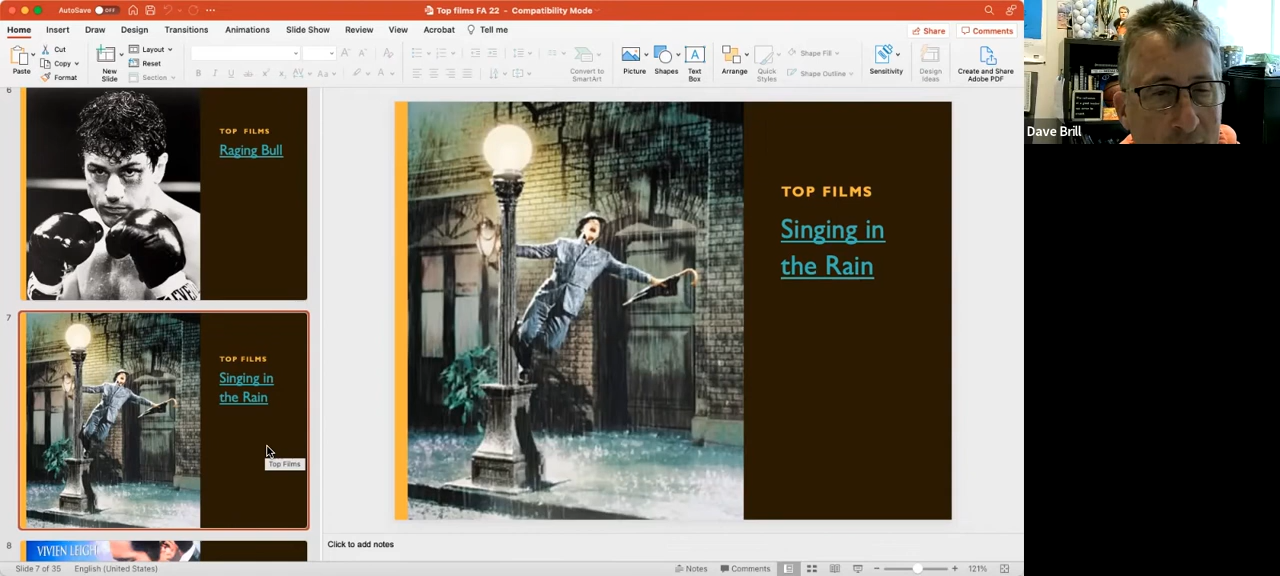 AutoSave OFF
Top films FA 22 - Compatibility Mode
Home Insert Draw Design Transitions Animations Slide Show Review View Acrobat Tell me
Share Comments
Paste
Cut
Copy
Format
New Slide
Layout
Reset
Section
Convert to SmartArt
Picture
Shapes
Text Box
Arrange
Quick Styles
Shape Fill
Shape Outline
Sensitivity
Design Ideas
Create and Share Adobe PDF
6
TOP FILMS
Raging Bull
7
TOP FILMS
Singing in
the Rain
Top Films
8
VIVIEN LEIGH
TOP FILMS
Singing in
the Rain
Click to add notes
Slide 7 of 35 English (United States)
Notes Comments 121%
Dave Brill